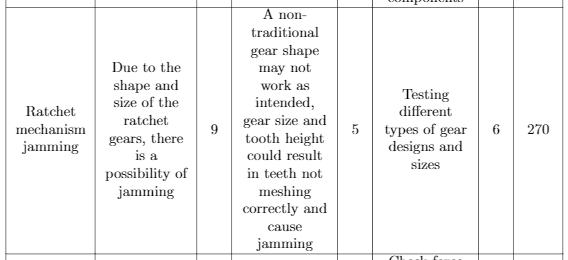 components
Ratchet
mechanism
jamming
Due to the
shape and
size of the
ratchet
gears, there
is a
possibility of
jamming
9
A non-
traditional
gear shape
may not
work as
intended,
gear size and
tooth height
could result
in teeth not
meshing
correctly and
cause
jamming
5
Testing
different
types of gear
designs and
sizes
6
270
Check force